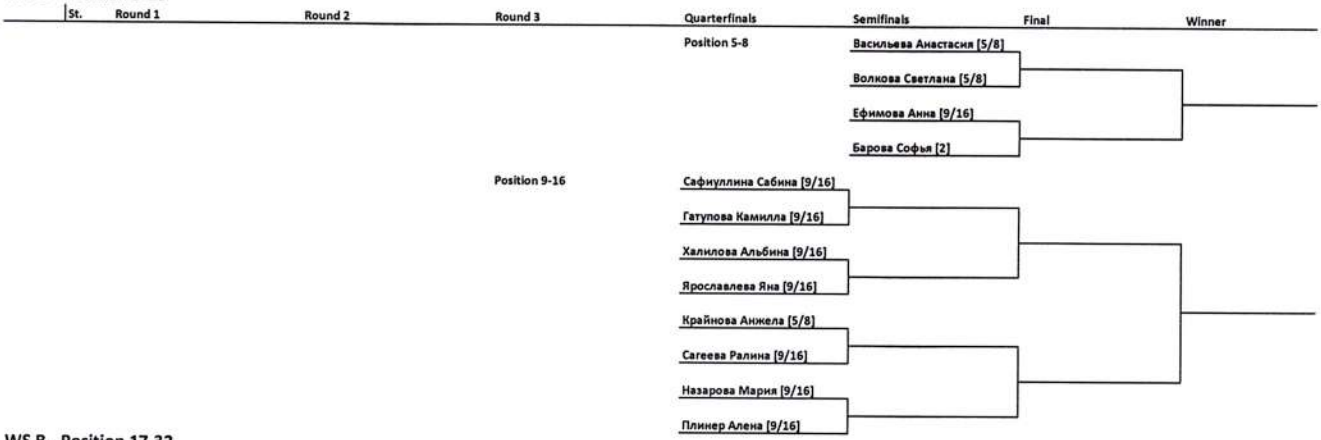 St. Round 1 Round 2 Round 3 Quarterfinals Semifinals Final Winner
Position 5-8 Васильева Анастасия [5/8]
Волкова Светлана [5/8]
Ефимова Анна [9/16]
Барова Софья [2]
Position 9-16 Сафиуллина Сабина [9/16]
Гатупова Камилла [9/16]
Халилова Альбина [9/16]
Ярославлева Яна [9/16]
Крайнова Анжела [5/8]
Сагеева Ралина [9/16]
Назарова Мария [9/16]
Плинер Алена [9/16]
WS B - Position 17-32